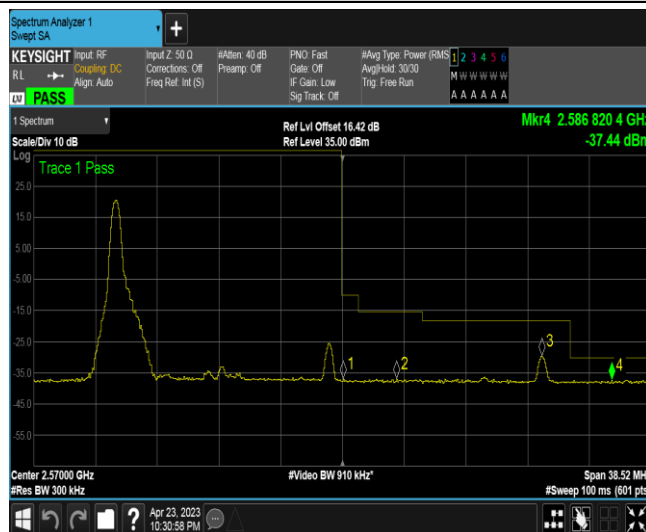 Spectrum Analyzer 1
Swept SA
+
KEYSIGHT
RL
LXI PASS
Input: RF
Coupling: DC
Align: Auto
Input Z: 50 Ω
Corrections: Off
Freq Ref: Int (S)
#Atten: 40 dB
Preamp: Off
PNO: Fast
Gate: Off
IF Gain: Low
Sig Track: Off
#Avg Type: Power (RMS
Avg|Hold: 30/30
Trig: Free Run
1 2 3 4 5 6
M W W W W W
A A A A A A
1 Spectrum
Scale/Div 10 dB
Ref Lvl Offset 16.42 dB
Ref Level 35.00 dBm
Mkr4 2.586 820 4 GHz
-37.44 dBm
Log
Trace 1 Pass
25.0
15.0
5.00
-5.00
-15.0
-25.0
-35.0
-45.0
-55.0
1
2
3
4
Center 2.57000 GHz
#Res BW 300 kHz
#Video BW 910 kHz*
Span 38.52 MH
#Sweep 100 ms (601 pts
?
Apr 23, 2023
10:30:58 PM